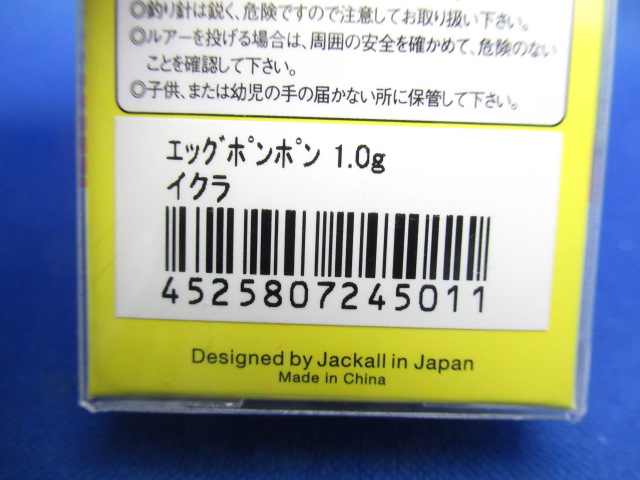 ◎釣り針は鋭く、危険ですので注意してお取り扱い下さい。
◎ルアーを投げる場合は、周囲の安全を確かめて、危険のない
ことを確認して下さい。
◎子供、または幼児の手の届かない所に保管して下さい。
ｴｯｸﾞﾎﾟﾝﾎﾟﾝ 1.0g
イクラ
4525807245011
Designed by Jackall in Japan
Made in China